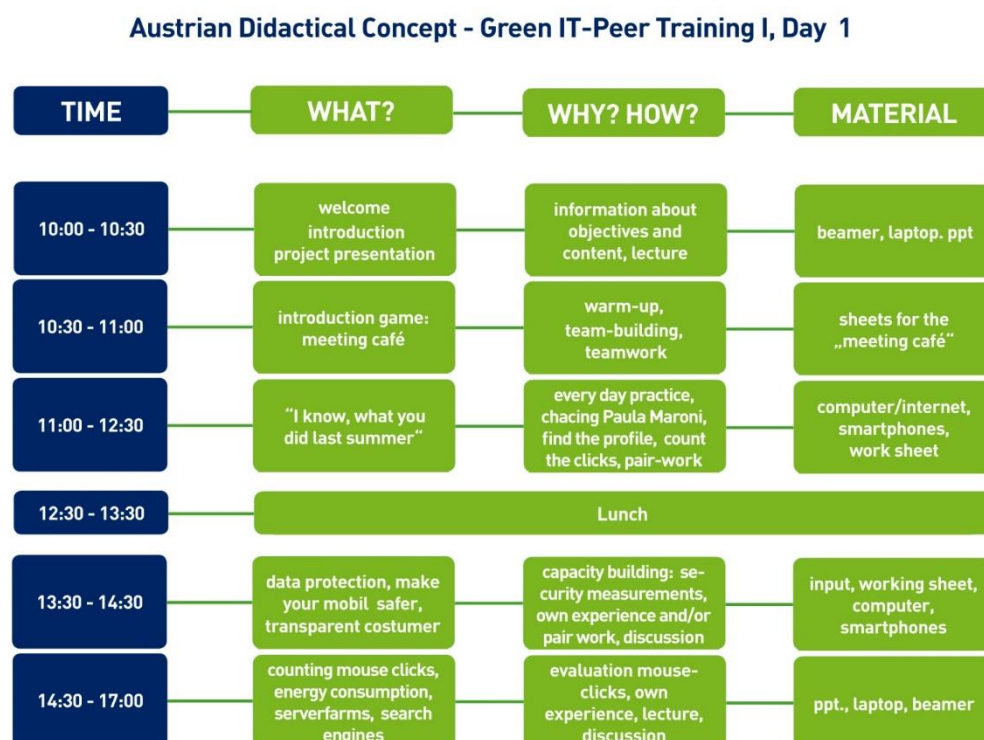 Austrian Didactical Concept - Green IT-Peer Training I, Day 1
TIME
WHAT?
WHY? HOW?
MATERIAL
10:00 - 10:30
welcome
introduction
project presentation
information about
objectives and
content, lecture
beamer, laptop. ppt
10:30 - 11:00
introduction game:
meeting café
warm-up,
team-building,
teamwork
sheets for the
„meeting café“
11:00 - 12:30
“I know, what you
did last summer“
every day practice,
chacing Paula Maroni,
find the profile, count
the clicks, pair-work
computer/internet,
smartphones,
work sheet
12:30 - 13:30
Lunch
13:30 - 14:30
data protection, make
your mobil safer,
transparent costumer
capacity building: se-
curity measurements,
own experience and/or
pair work, discussion
input, working sheet,
computer,
smartphones
14:30 - 17:00
counting mouse clicks,
energy consumption,
serverfarms, search
engines
evaluation mouse-
clicks, own
experience, lecture,
discussion
ppt., laptop, beamer